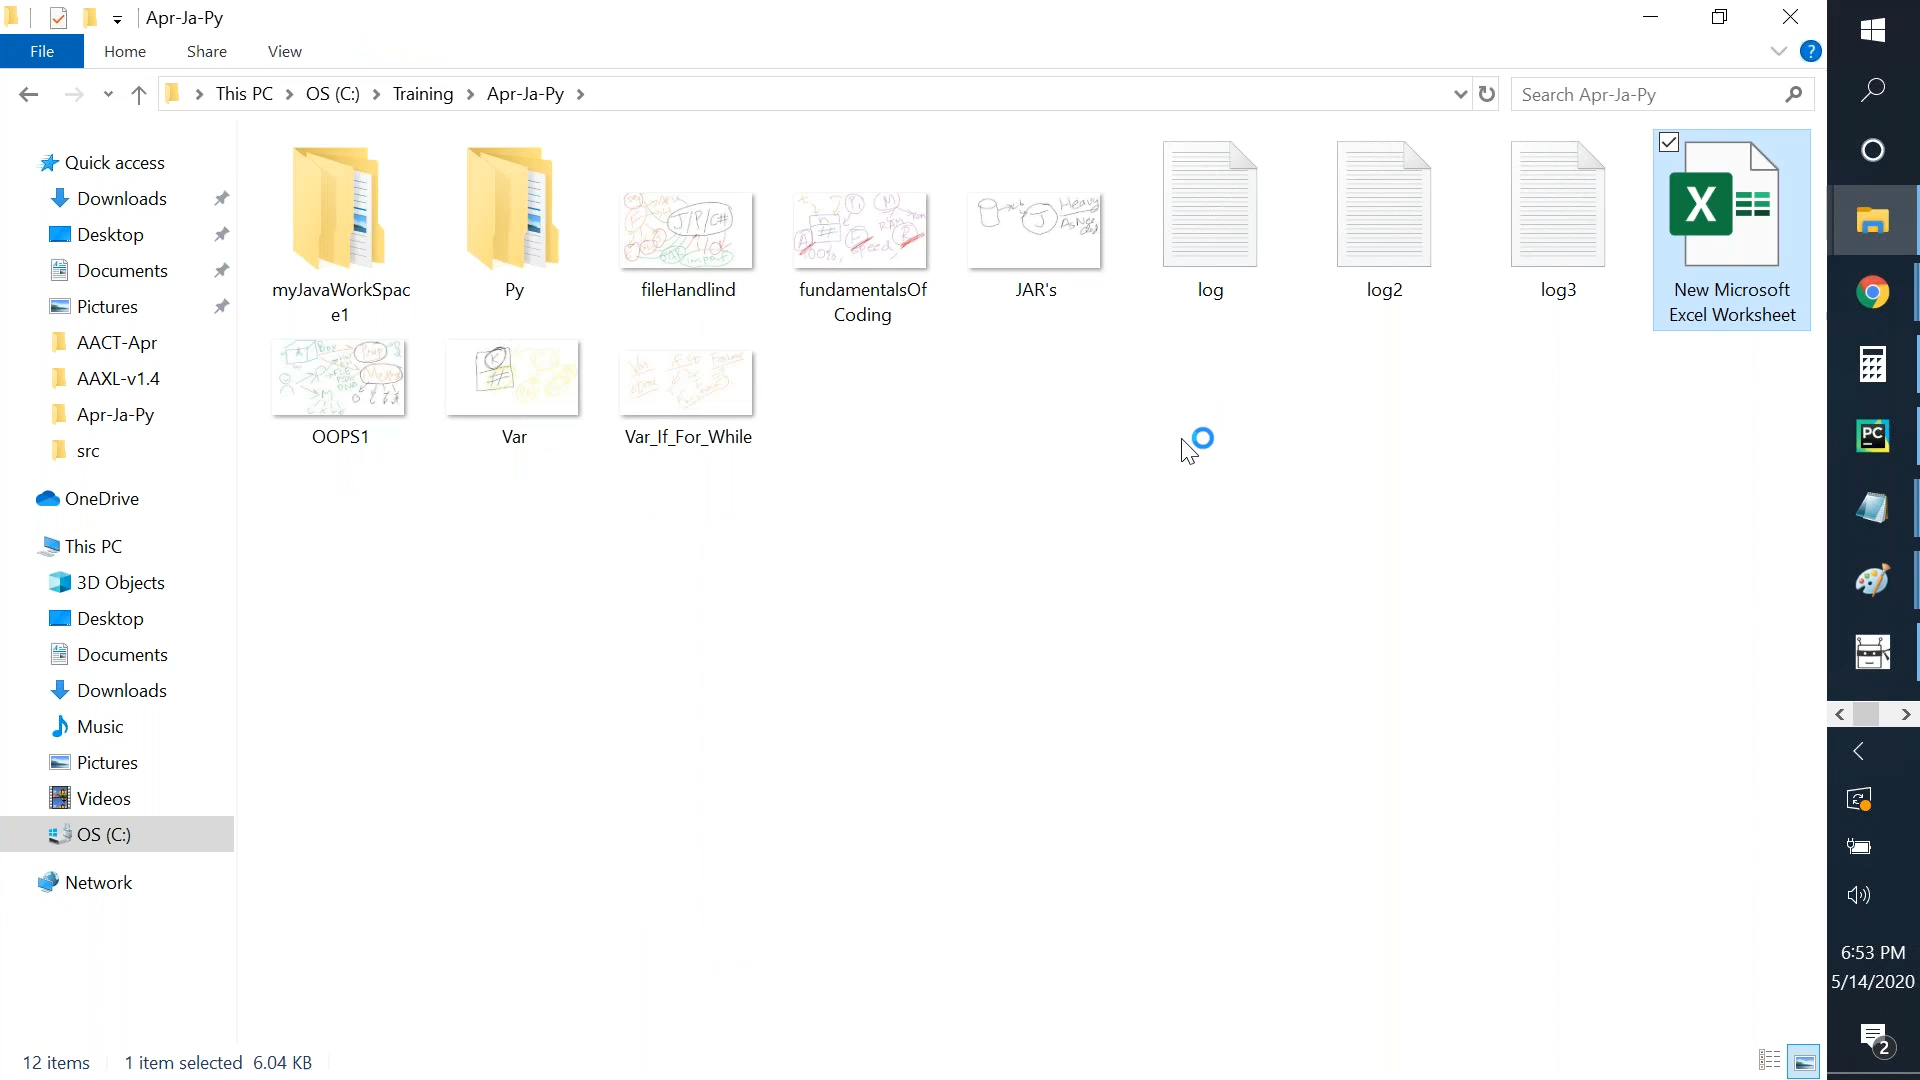 Apr-Ja-Py
File
Home
Share
View
This PC
OS (C:)
Training
Apr-Ja-Py
Search Apr-Ja-Py
Quick access
Downloads
Desktop
Documents
Pictures
AACT-Apr
AAXL-v1.4
Apr-Ja-Py
src
OneDrive
This PC
3D Objects
Desktop
Documents
Downloads
Music
Pictures
Videos
OS (C:)
Network
myJavaWorkSpac
e1
Py
fileHandlind
fundamentalsOf
Coding
JAR's
log
log2
log3
New Microsoft
Excel Worksheet
OOPS1
Var
Var_If_For_While
J/P/C#
Heavy
J
X
K
##
PC
12 items
1 item selected 6.04 KB
6:53 PM
5/14/2020
2